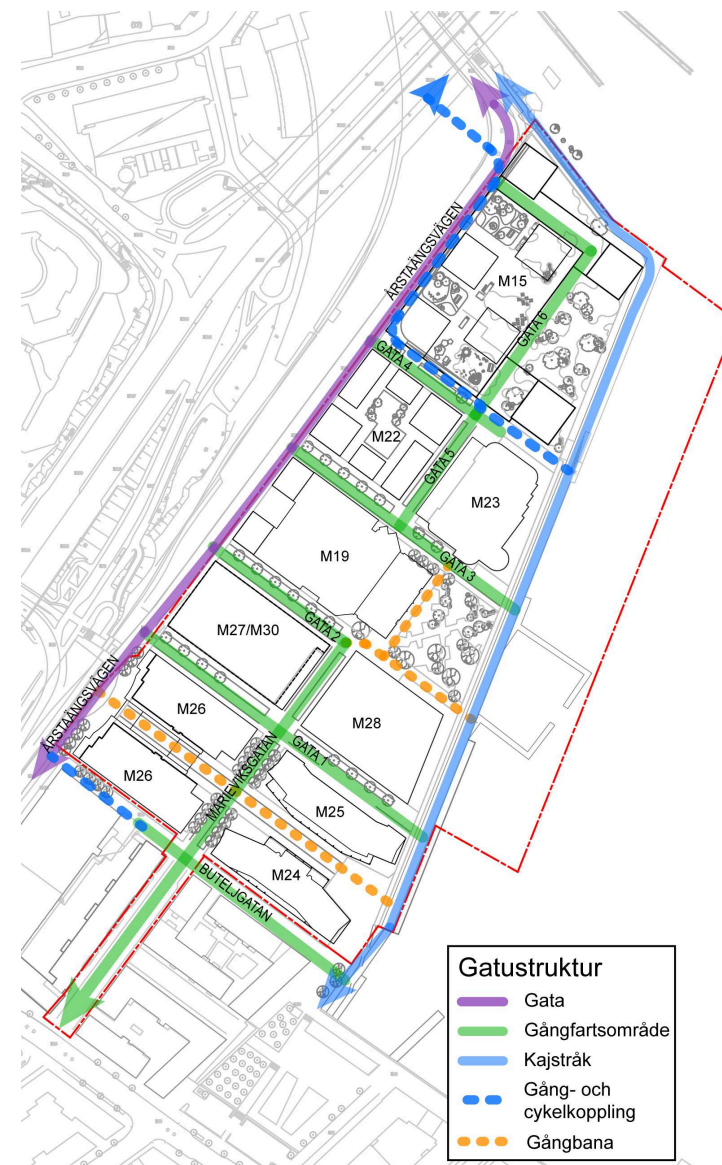 ÅRSTAÄNGSVÄGEN
M15
GATA 6
GATA 4
M22
GATA 5
M23
M19
GATA 3
GATA 2
M27/M30
ÅRSTAÄNGSVÄGEN
M26
M28
GATA 1
MARIEVIKSGATAN
M26
M25
M24
BUTELJGATAN
Gatustruktur
Gata
Gångfartsområde
Kajstråk
Gång- och
cykelkoppling
Gångbana